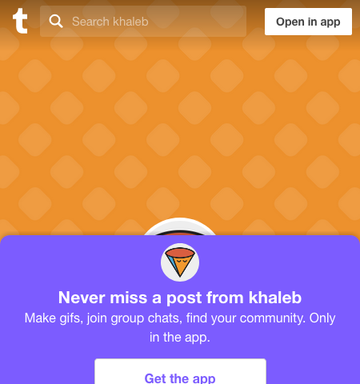 t Search khaleb Open in app
Never miss a post from khaleb
Make gifs, join group chats, find your community. Only
in the app.
Get the app